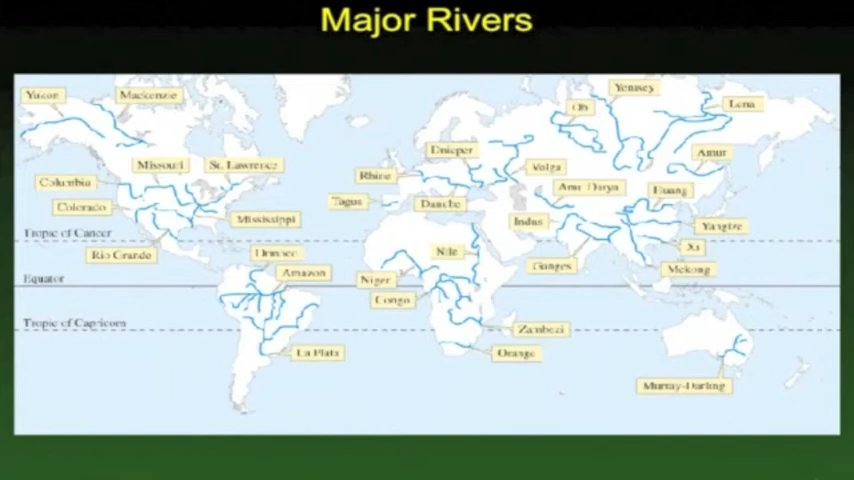 Major Rivers
Yukon
Mackenzie
Yenisey
Ob
Lena
Missouri
St. Lawrence
Dnieper
Amur
Columbia
Rhine
Volga
Amu Darya
Huang
Colorado
Tagus
Danube
Mississippi
Indus
Yangtze
Tropic of Cancer
Rio Grande
Orinoco
Nile
Xi
Amazon
Ganges
Mekong
Equator
Niger
Congo
Tropic of Capricorn
Zambezi
La Plata
Orange
Murray-Darling